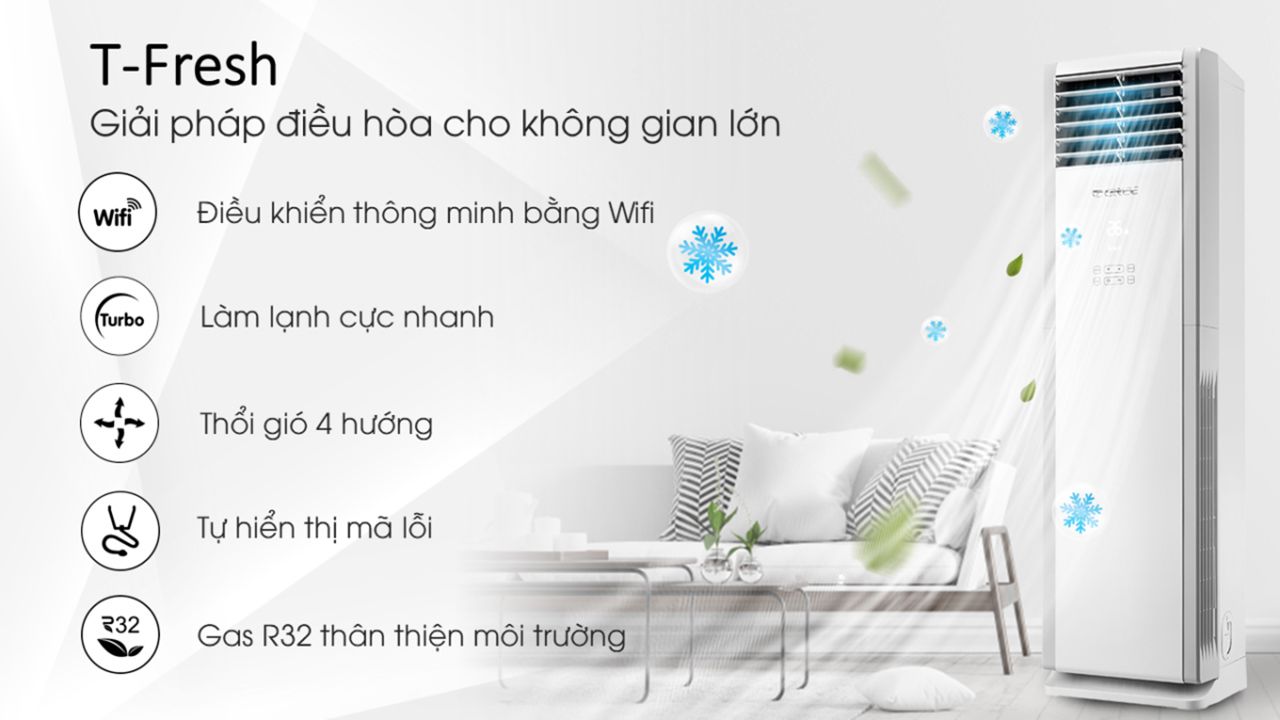 T-Fresh
Giải pháp điều hòa cho không gian lớn
Wifi
Điều khiển thông minh bằng Wifi
Turbo
Làm lạnh cực nhanh
Thổi gió 4 hướng
Tự hiển thị mã lỗi
R32
Gas R32 thân thiện môi trường